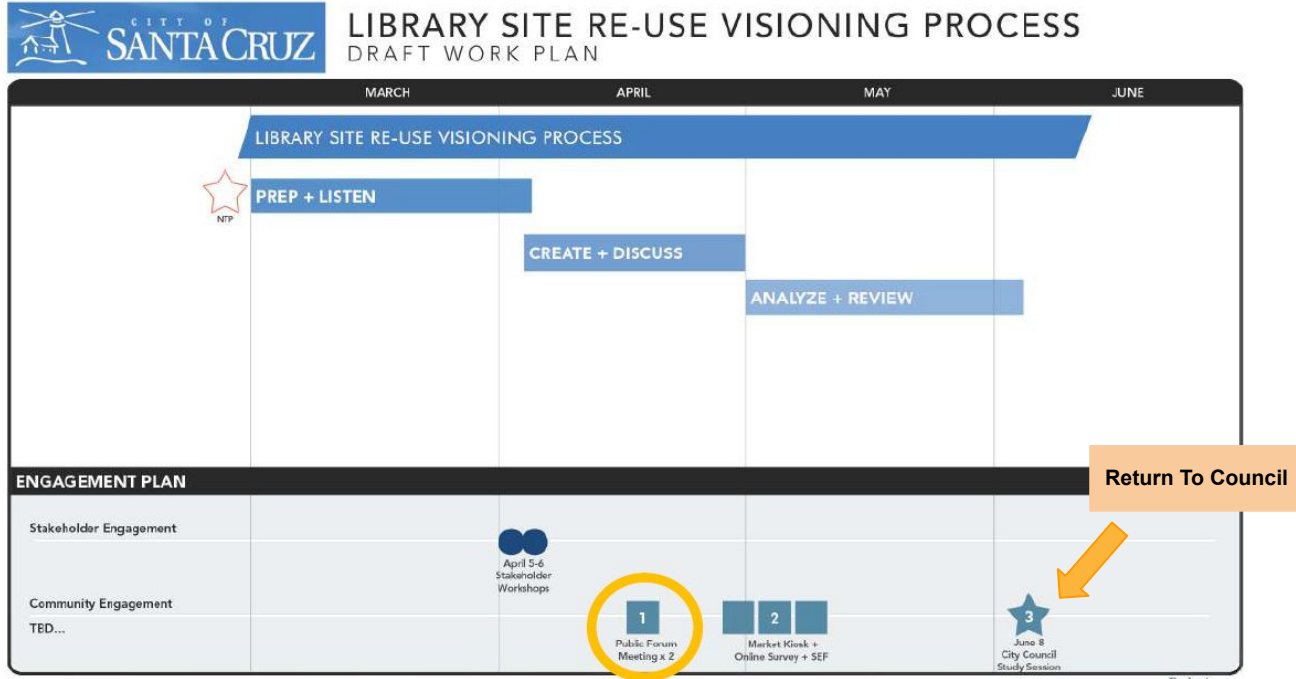 CITY OF
SANTA CRUZ
LIBRARY SITE RE-USE VISIONING PROCESS
DRAFT WORK PLAN
MARCH APRIL MAY JUNE
LIBRARY SITE RE-USE VISIONING PROCESS
NTP
PREP + LISTEN
CREATE + DISCUSS
ANALYZE + REVIEW
ENGAGEMENT PLAN
Return To Council
Stakeholder Engagement
April 5-6
Stakeholder
Workshops
Community Engagement
TBD...
1
Public Forum
Meeting x 2
2
Market Kiosk +
Online Survey + SEF
3
June 8
City Council
Study Session